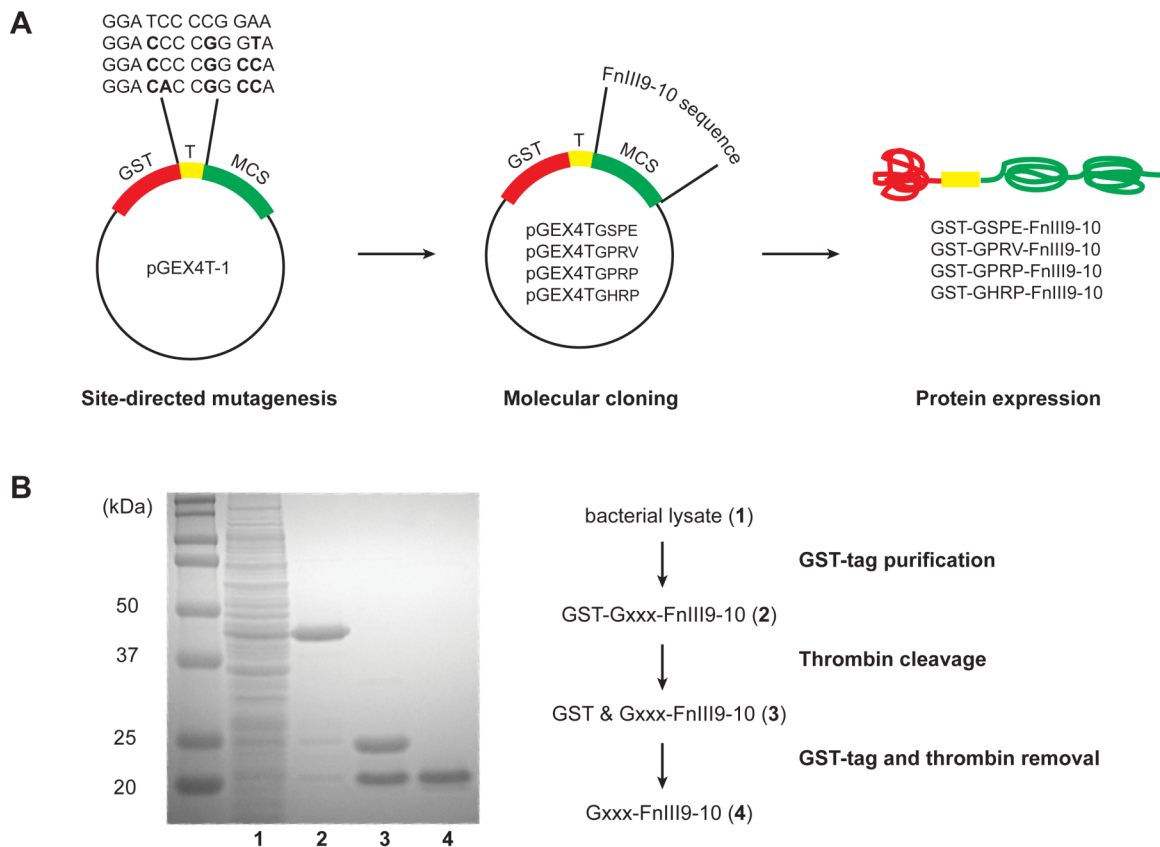 A
GGA TCC CCG GAA
GGA CCC CGG GTA
GGA CCC CGG CCA
GGA CAC CGG CCA
GST
T
MCS
pGEX4T-1
Site-directed mutagenesis
FnIII9-10 sequence
GST
T
MCS
pGEX4TGSPE
pGEX4TGPRV
pGEX4TGPRP
pGEX4TGHRP
Molecular cloning
GST-GSPE-FnIII9-10
GST-GPRV-FnIII9-10
GST-GPRP-FnIII9-10
GST-GHRP-FnIII9-10
Protein expression
B
(kDa)
50
37
25
20
1 2 3 4
bacterial lysate (1)
GST-tag purification
GST-Gxxx-FnIII9-10 (2)
Thrombin cleavage
GST & Gxxx-FnIII9-10 (3)
GST-tag and thrombin removal
Gxxx-FnIII9-10 (4)